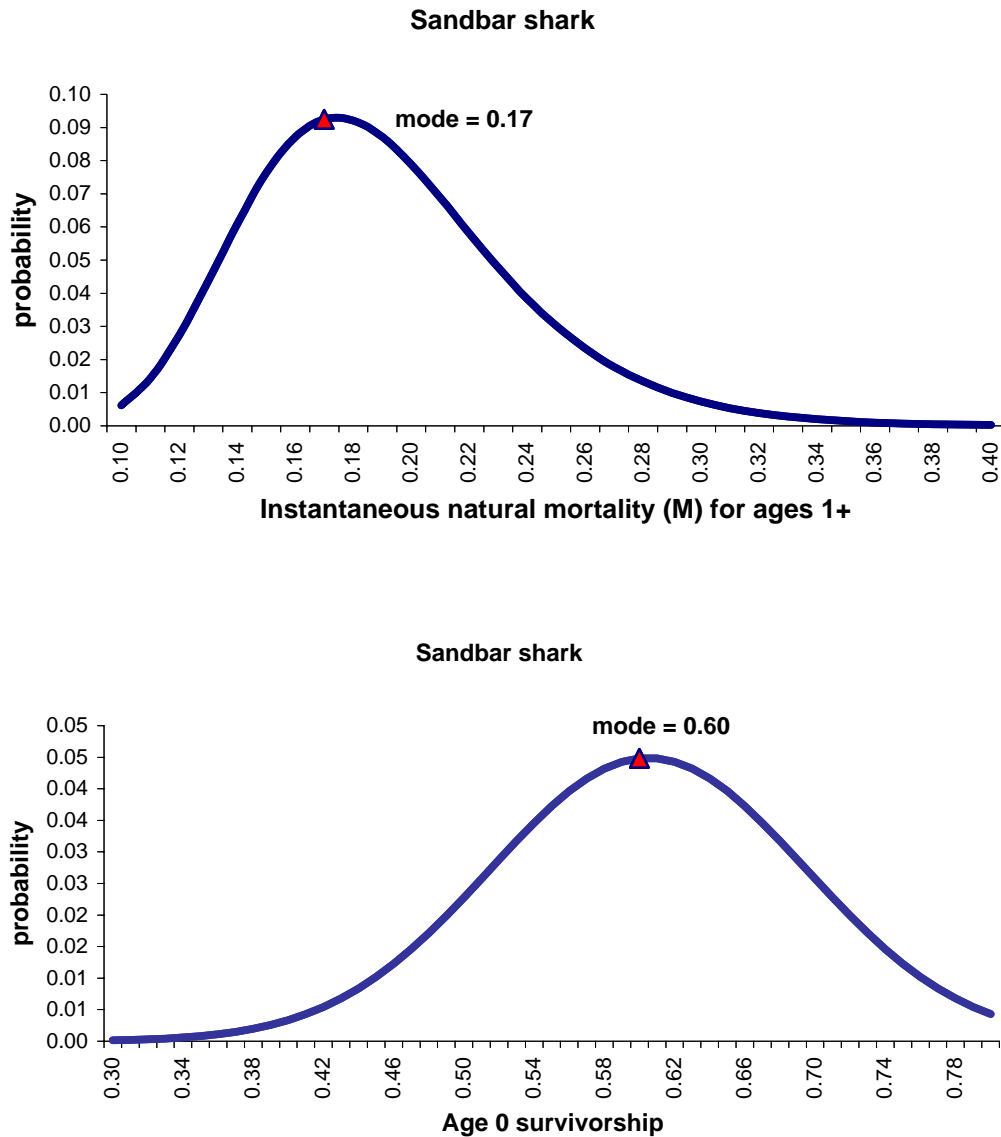 Sandbar shark
0.10
mode = 0.17
0.09
0.08
0.07
0.06
0.05
0.04
0.03
0.02
0.01
0.00
probability
0.10 0.12 0.14 0.16 0.18 0.20 0.22 0.24 0.26 0.28 0.30 0.32 0.34 0.36 0.38 0.40
Instantaneous natural mortality (M) for ages 1+
Sandbar shark
0.05
mode = 0.60
0.05
0.04
0.04
0.03
0.03
0.02
0.02
0.01
0.01
0.00
probability
0.30 0.34 0.38 0.42 0.46 0.50 0.54 0.58 0.62 0.66 0.70 0.74 0.78
Age 0 survivorship